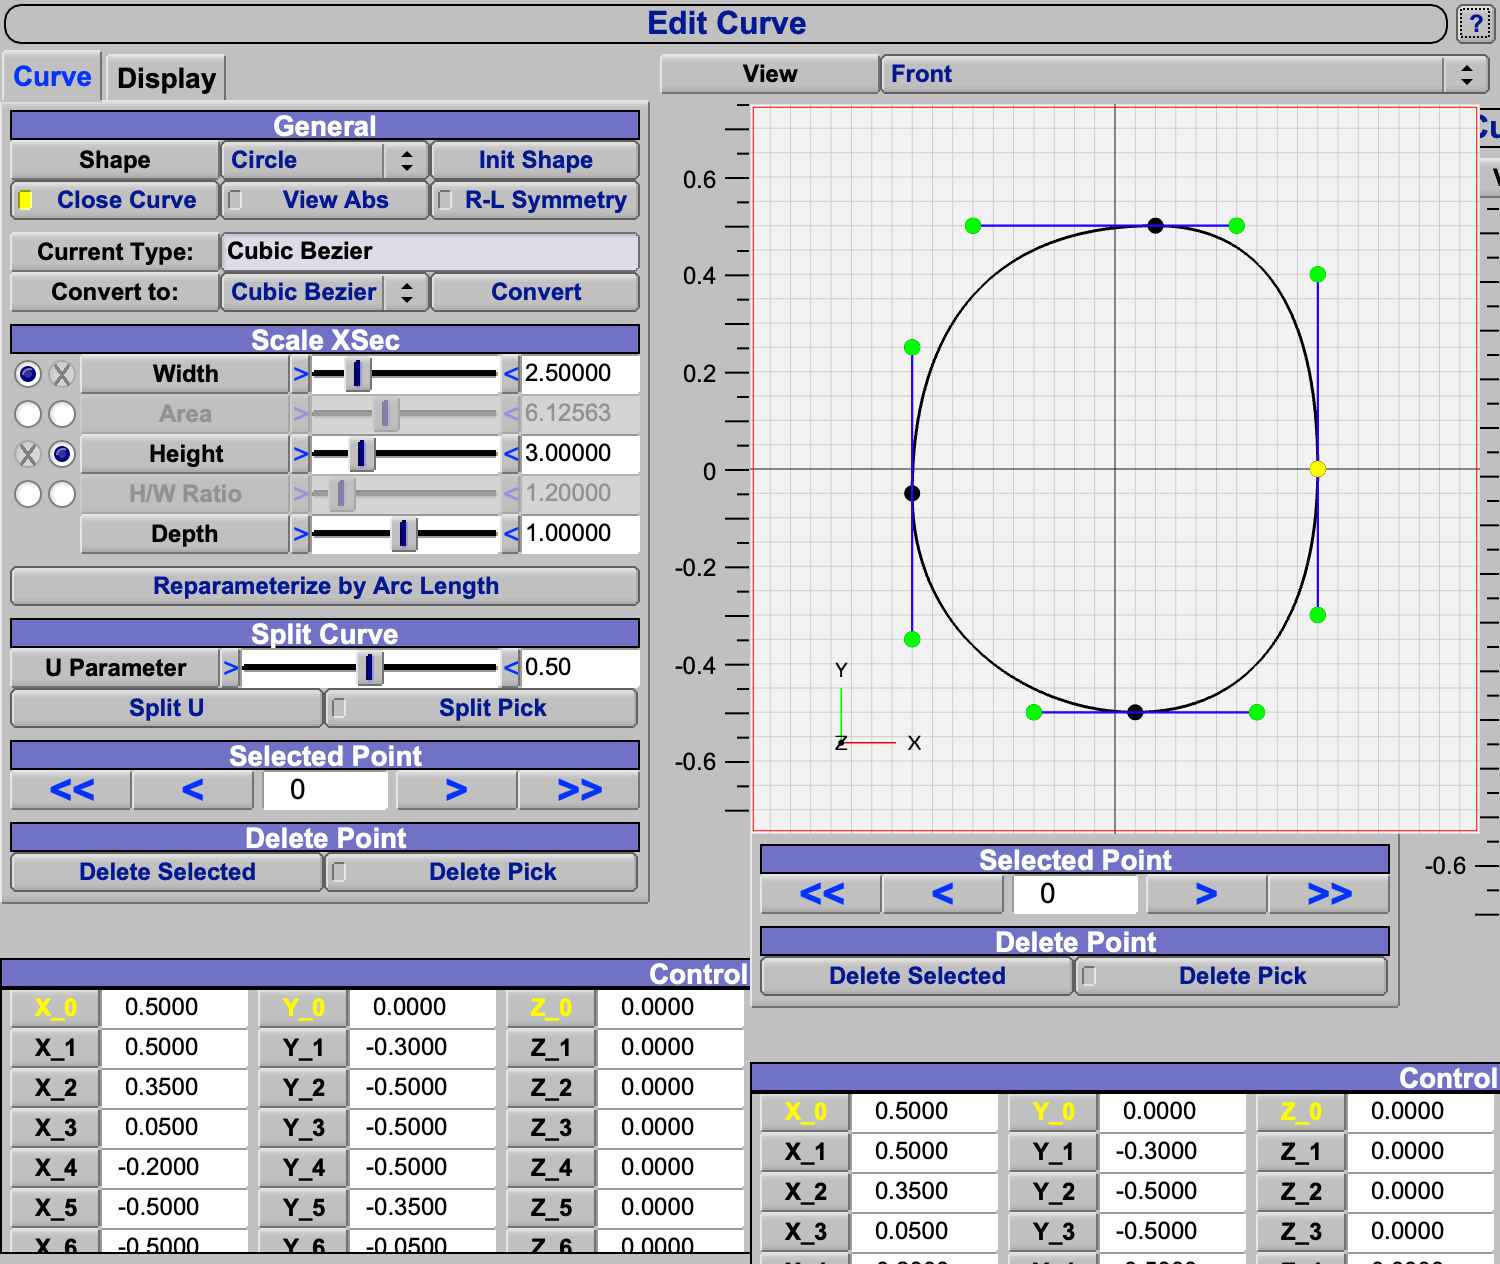 Edit Curve
?
Curve Display
View Front
General
Shape Circle Init Shape
Close Curve View Abs R-L Symmetry
Current Type: Cubic Bezier
Convert to: Cubic Bezier Convert
Scale XSec
X Width > < 2.50000
Area > < 6.12563
X Height > < 3.00000
H/W Ratio > < 1.20000
Depth > < 1.00000
Reparameterize by Arc Length
Split Curve
U Parameter > < 0.50
Split U Split Pick
Selected Point
<< < 0 > >>
Delete Point
Delete Selected Delete Pick
0.6
0.4
0.2
0
-0.2
-0.4
-0.6
Y
Z X
Selected Point
<< < 0 > >>
Delete Point
Delete Selected Delete Pick
-0.6
Control
X_0 0.5000 Y_0 0.0000 Z_0 0.0000
X_1 0.5000 Y_1 -0.3000 Z_1 0.0000
X_2 0.3500 Y_2 -0.5000 Z_2 0.0000
X_3 0.0500 Y_3 -0.5000 Z_3 0.0000
X_4 -0.2000 Y_4 -0.5000 Z_4 0.0000
X_5 -0.5000 Y_5 -0.3500 Z_5 0.0000
X_6 -0.5000 Y_6 -0.0500 Z_6 0.0000
Control
X_0 0.5000 Y_0 0.0000 Z_0 0.0000
X_1 0.5000 Y_1 -0.3000 Z_1 0.0000
X_2 0.3500 Y_2 -0.5000 Z_2 0.0000
X_3 0.0500 Y_3 -0.5000 Z_3 0.0000